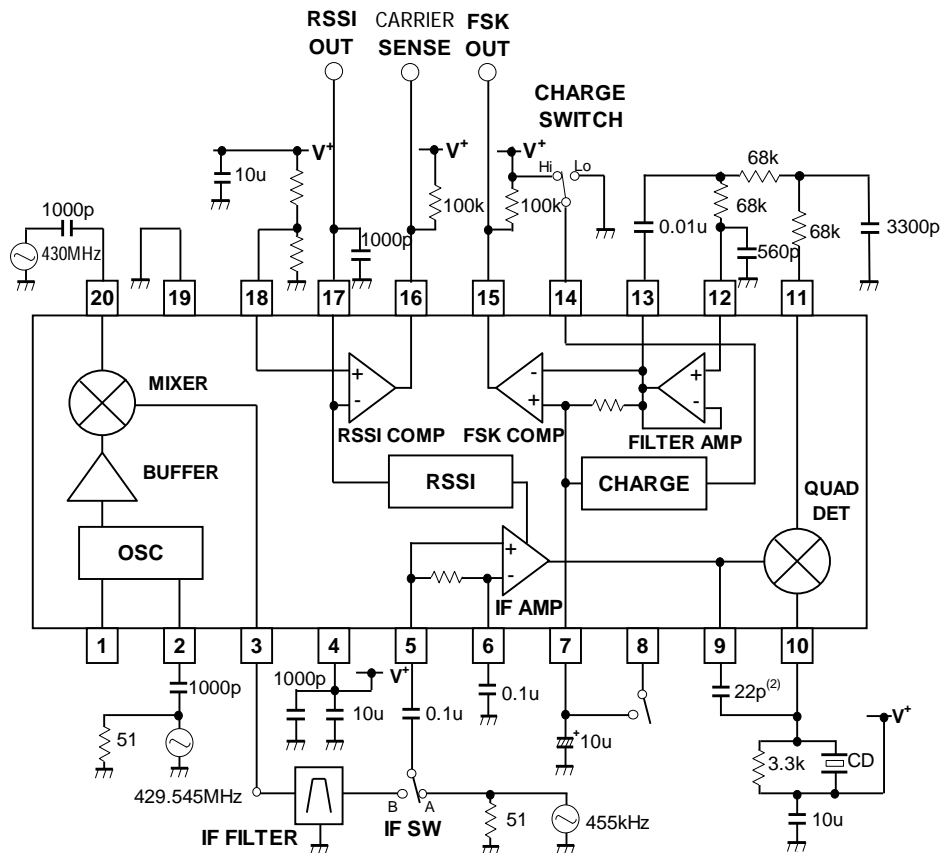 RSSI OUT
CARRIER SENSE
FSK OUT
CHARGE SWITCH
V+
10u
V+
100k
V+
100k
Hi
Lo
1000p
430MHz
1000p
0.01u
68k
68k
560p
68k
3300p
20
19
18
17
16
15
14
13
12
11
MIXER
+
-
RSSI COMP
-
+
FSK COMP
+
-
FILTER AMP
BUFFER
RSSI
CHARGE
QUAD DET
OSC
+
-
IF AMP
1
2
3
4
5
6
7
8
9
10
1000p
51
429.545MHz
1000p
10u
V+
0.1u
0.1u
+
10u
22p(2)
V+
3.3k
CD
10u
IF FILTER
B
A
IF SW
51
455kHz